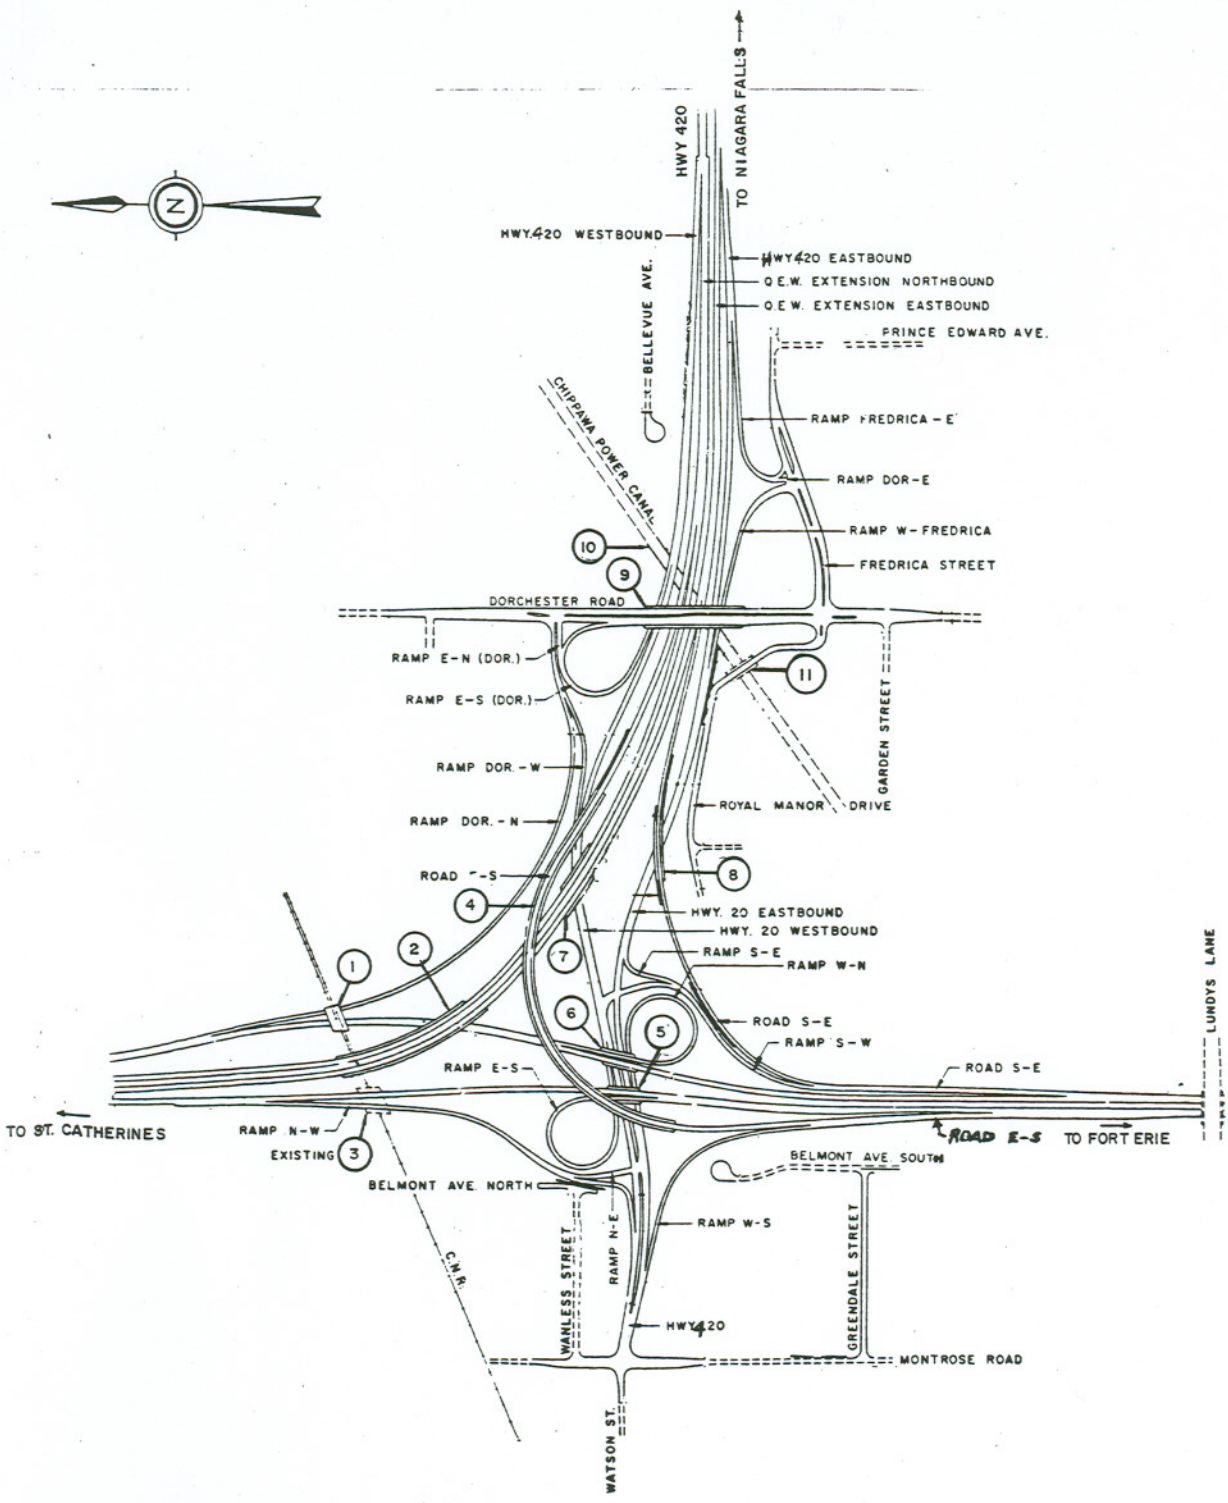 TO NIAGARA FALLS
HWY 420
N
HWY.420 WESTBOUND
HWY 420 EASTBOUND
Q.E.W. EXTENSION NORTHBOUND
Q.E.W. EXTENSION EASTBOUND
BELLEVUE AVE.
PRINCE EDWARD AVE.
CHIPPAWA POWER CANAL
RAMP FREDRICA-E
RAMP DOR-E
RAMP W-FREDRICA
10
9
FREDRICA STREET
DORCHESTER ROAD
RAMP E-N (DOR.)
11
RAMP E-S (DOR.)
GARDEN STREET
RAMP DOR.-W
ROYAL MANOR DRIVE
RAMP DOR.-N
ROAD -S
8
4
HWY. 20 EASTBOUND
HWY. 20 WESTBOUND
7
2
1
RAMP S-E
RAMP W-N
LUNDYS LANE
6
5
ROAD S-E
RAMP S-W
RAMP E-S
ROAD S-E
TO ST. CATHERINES
RAMP N-W
EXISTING 3
ROAD E-S
TO FORT ERIE
BELMONT AVE. SOUTH
BELMONT AVE. NORTH
RAMP N-E
RAMP W-S
WANLESS STREET
GREENDALE STREET
C.N.R.
HWY 420
MONTROSE ROAD
WATSON ST.